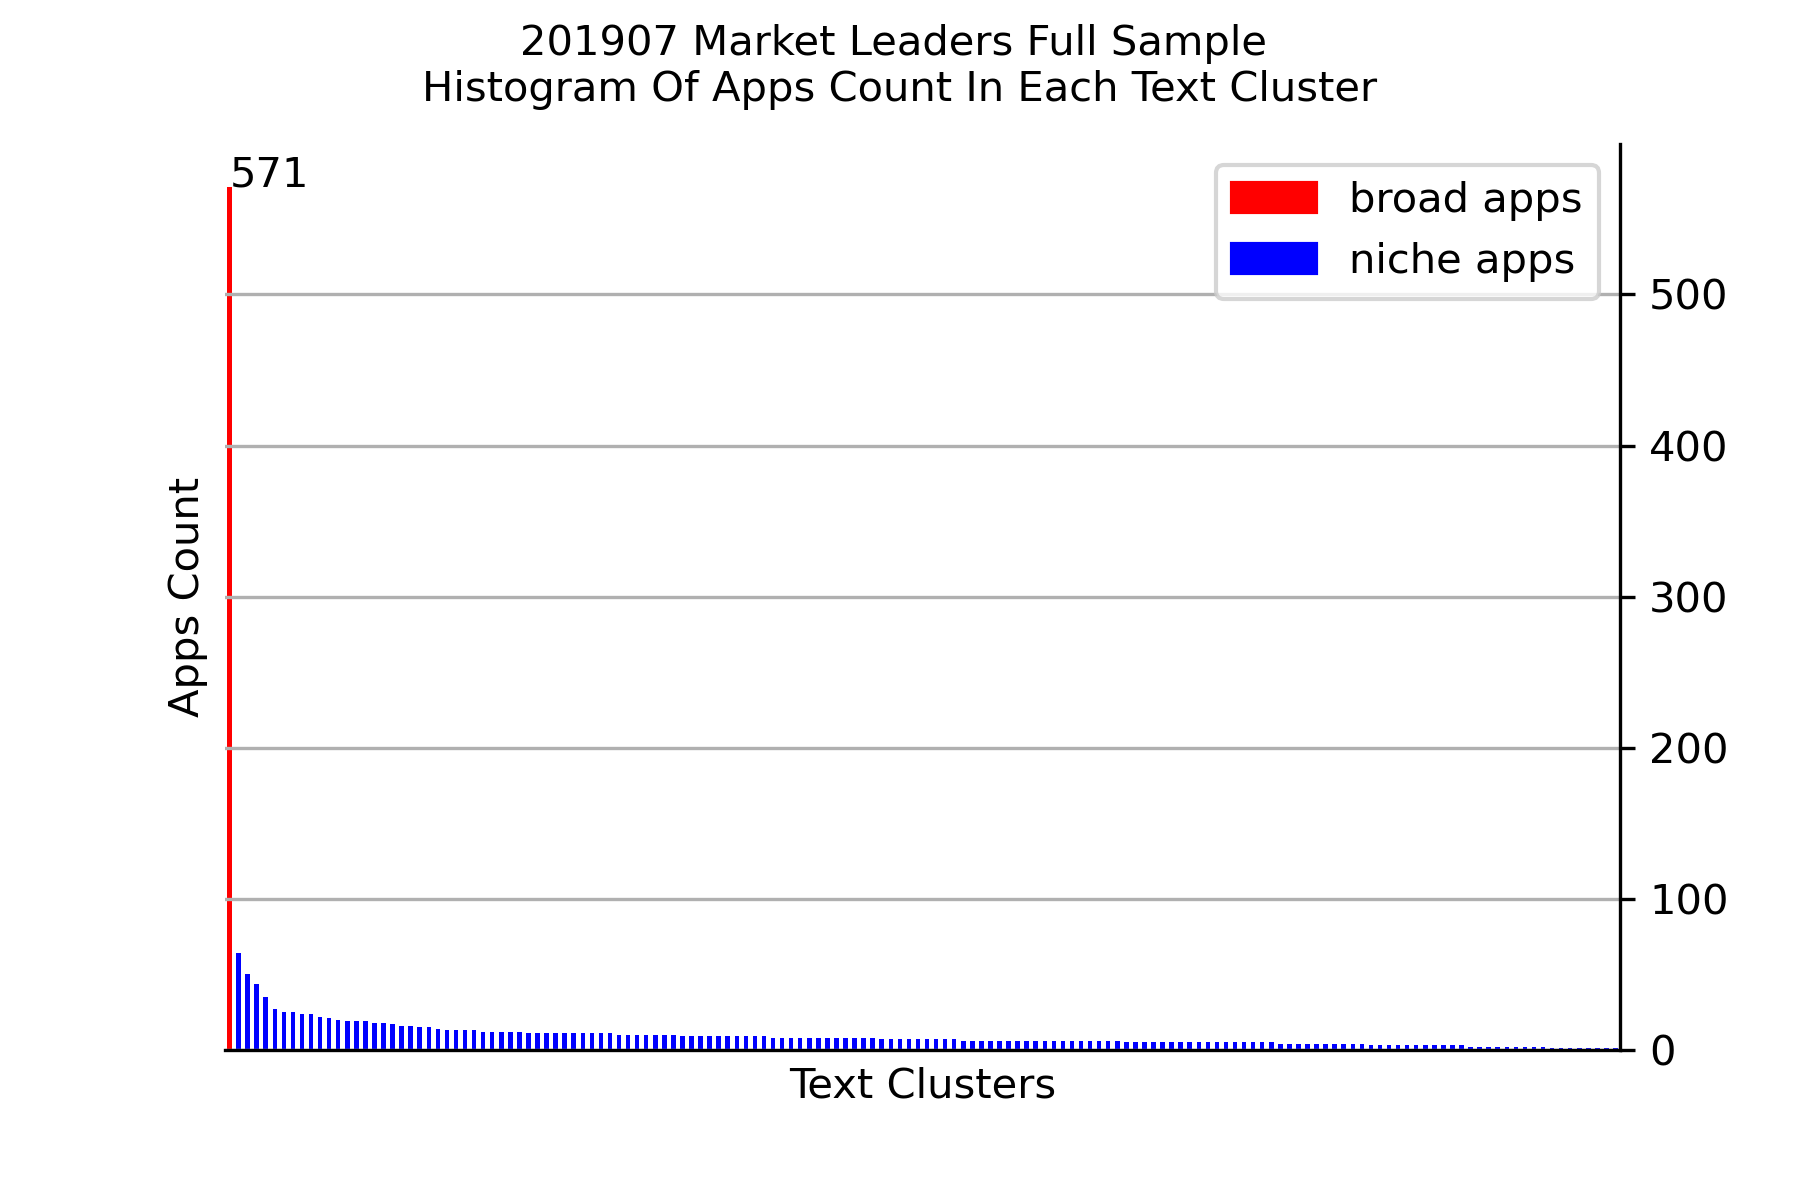 201907 Market Leaders Full Sample
Histogram Of Apps Count In Each Text Cluster
571
broad apps
niche apps
500
400
300
200
100
0
Apps Count
Text Clusters